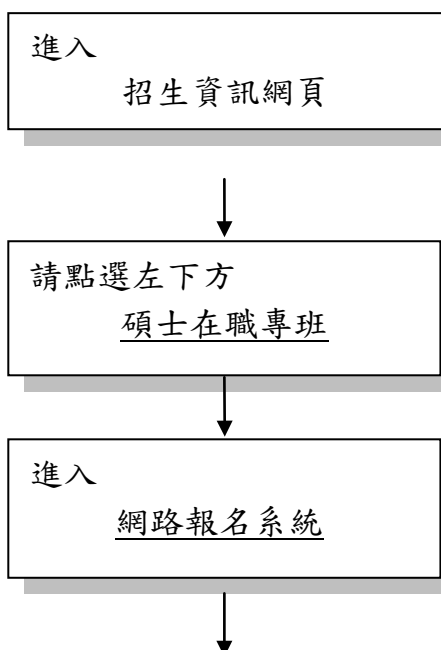 進入
招生資訊網頁
請點選左下方
碩士在職專班
進入
網路報名系統